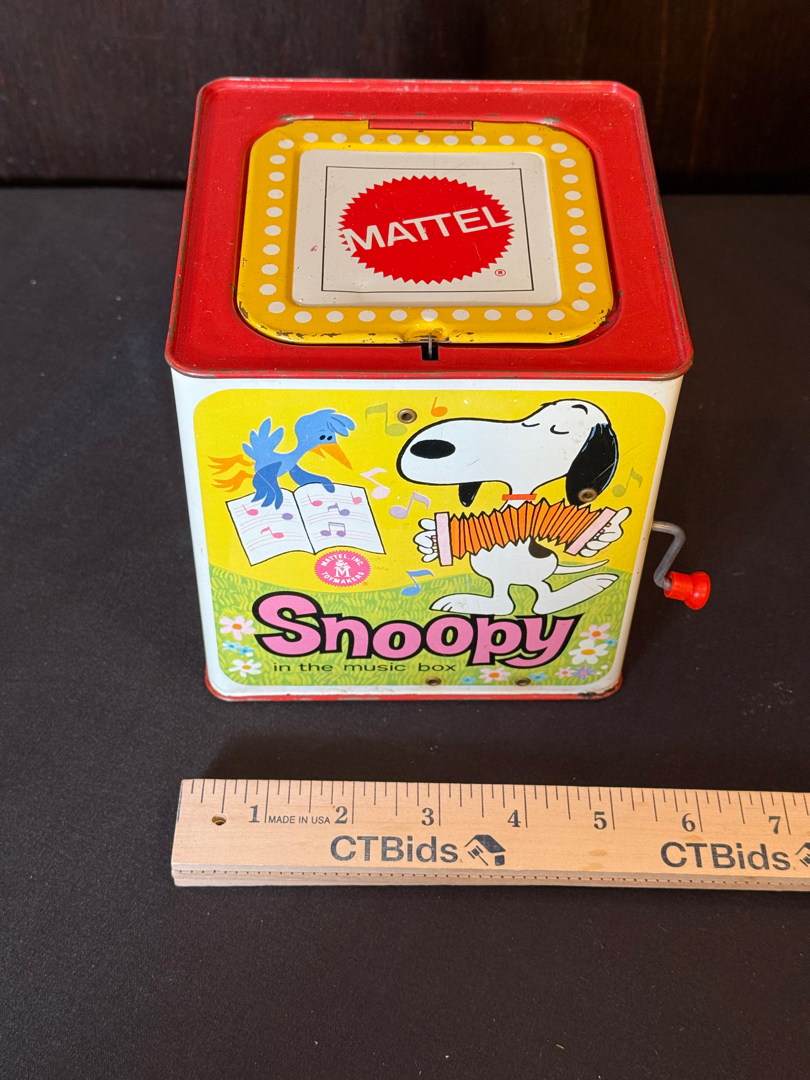 MATTEL
®
MATTEL, INC.
M
TOYMAKERS
Snoopy
in the music box
1 MADE IN USA 2 3 4 5 6 7
CTBids CTBids